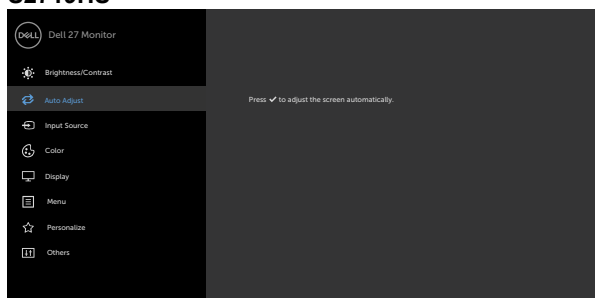 DELL
Dell 27 Monitor
Brightness/Contrast
Auto Adjust
Press ✔ to adjust the screen automatically.
Input Source
Color
Display
Menu
Personalize
Others